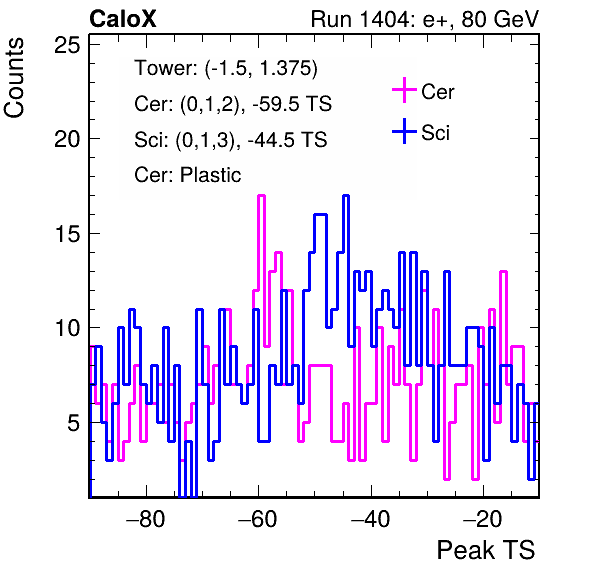 CaloX Run 1404: e+, 80 GeV
Counts
25
20
15
10
5
Tower: (-1.5, 1.375)
Cer: (0,1,2), -59.5 TS
Sci: (0,1,3), -44.5 TS
Cer: Plastic
Cer
Sci
−80 −60 −40 −20
Peak TS